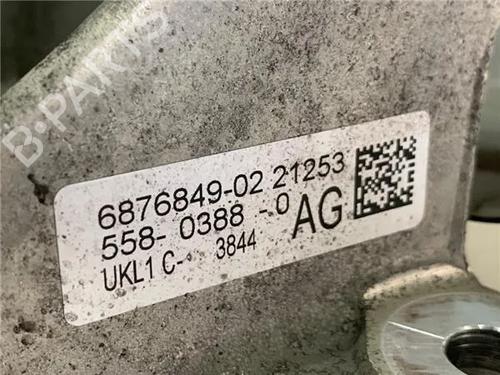 B-PARTS
6876849-02 21253
558- 0388 -0 AG
UKL1 C- 3844